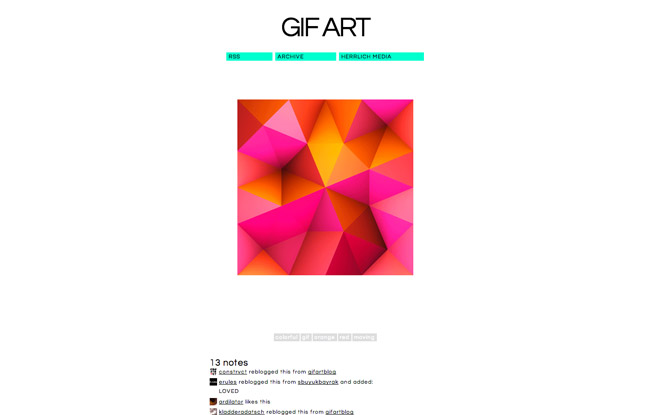 GIF ART
RSS ARCHIVE HERRLICH MEDIA
colorful gif orange red moving
13 notes
constrvct reblogged this from gifartblog
erules reblogged this from sbuyukbayrak and added:
LOVED
ardilator likes this
kladderadatsch reblogged this from gifartblog